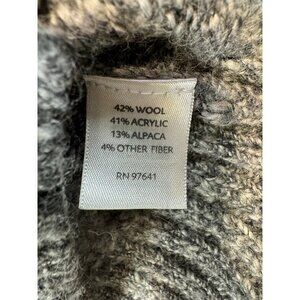 42% WOOL
41% ACRYLIC
13% ALPACA
4% OTHER FIBER
RN 97641